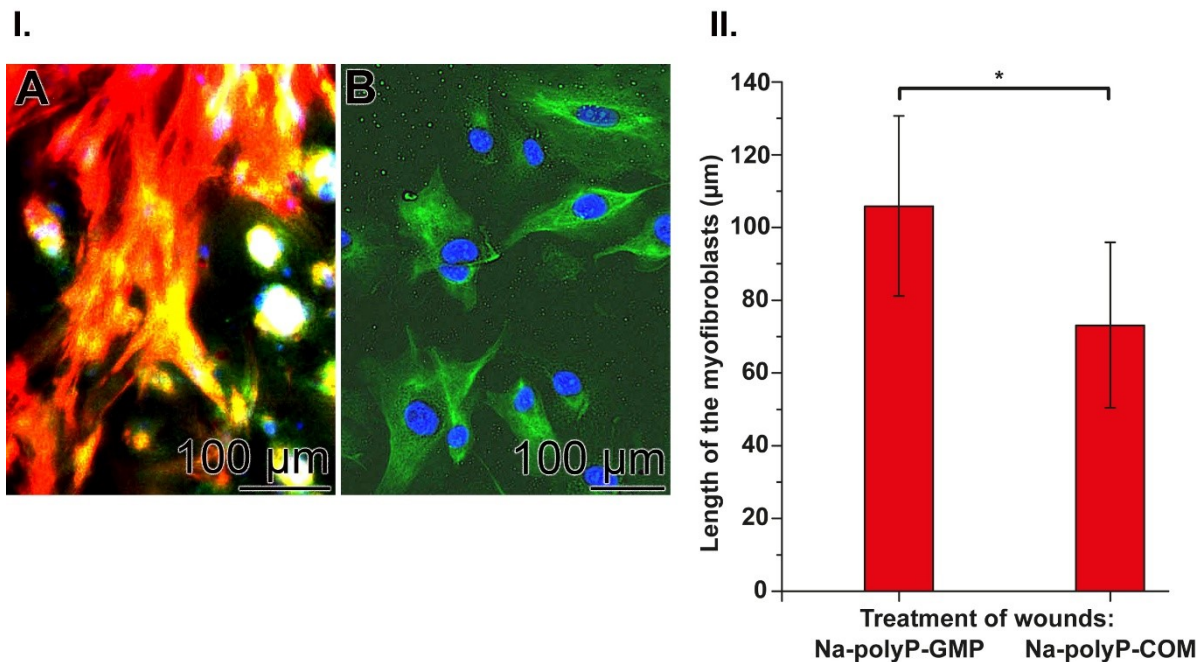 I.
A
100 µm
B
100 µm
II.
Length of the myofibroblasts (µm)
140
120
100
80
60
40
20
0
*
Treatment of wounds:
Na-polyP-GMP Na-polyP-COM